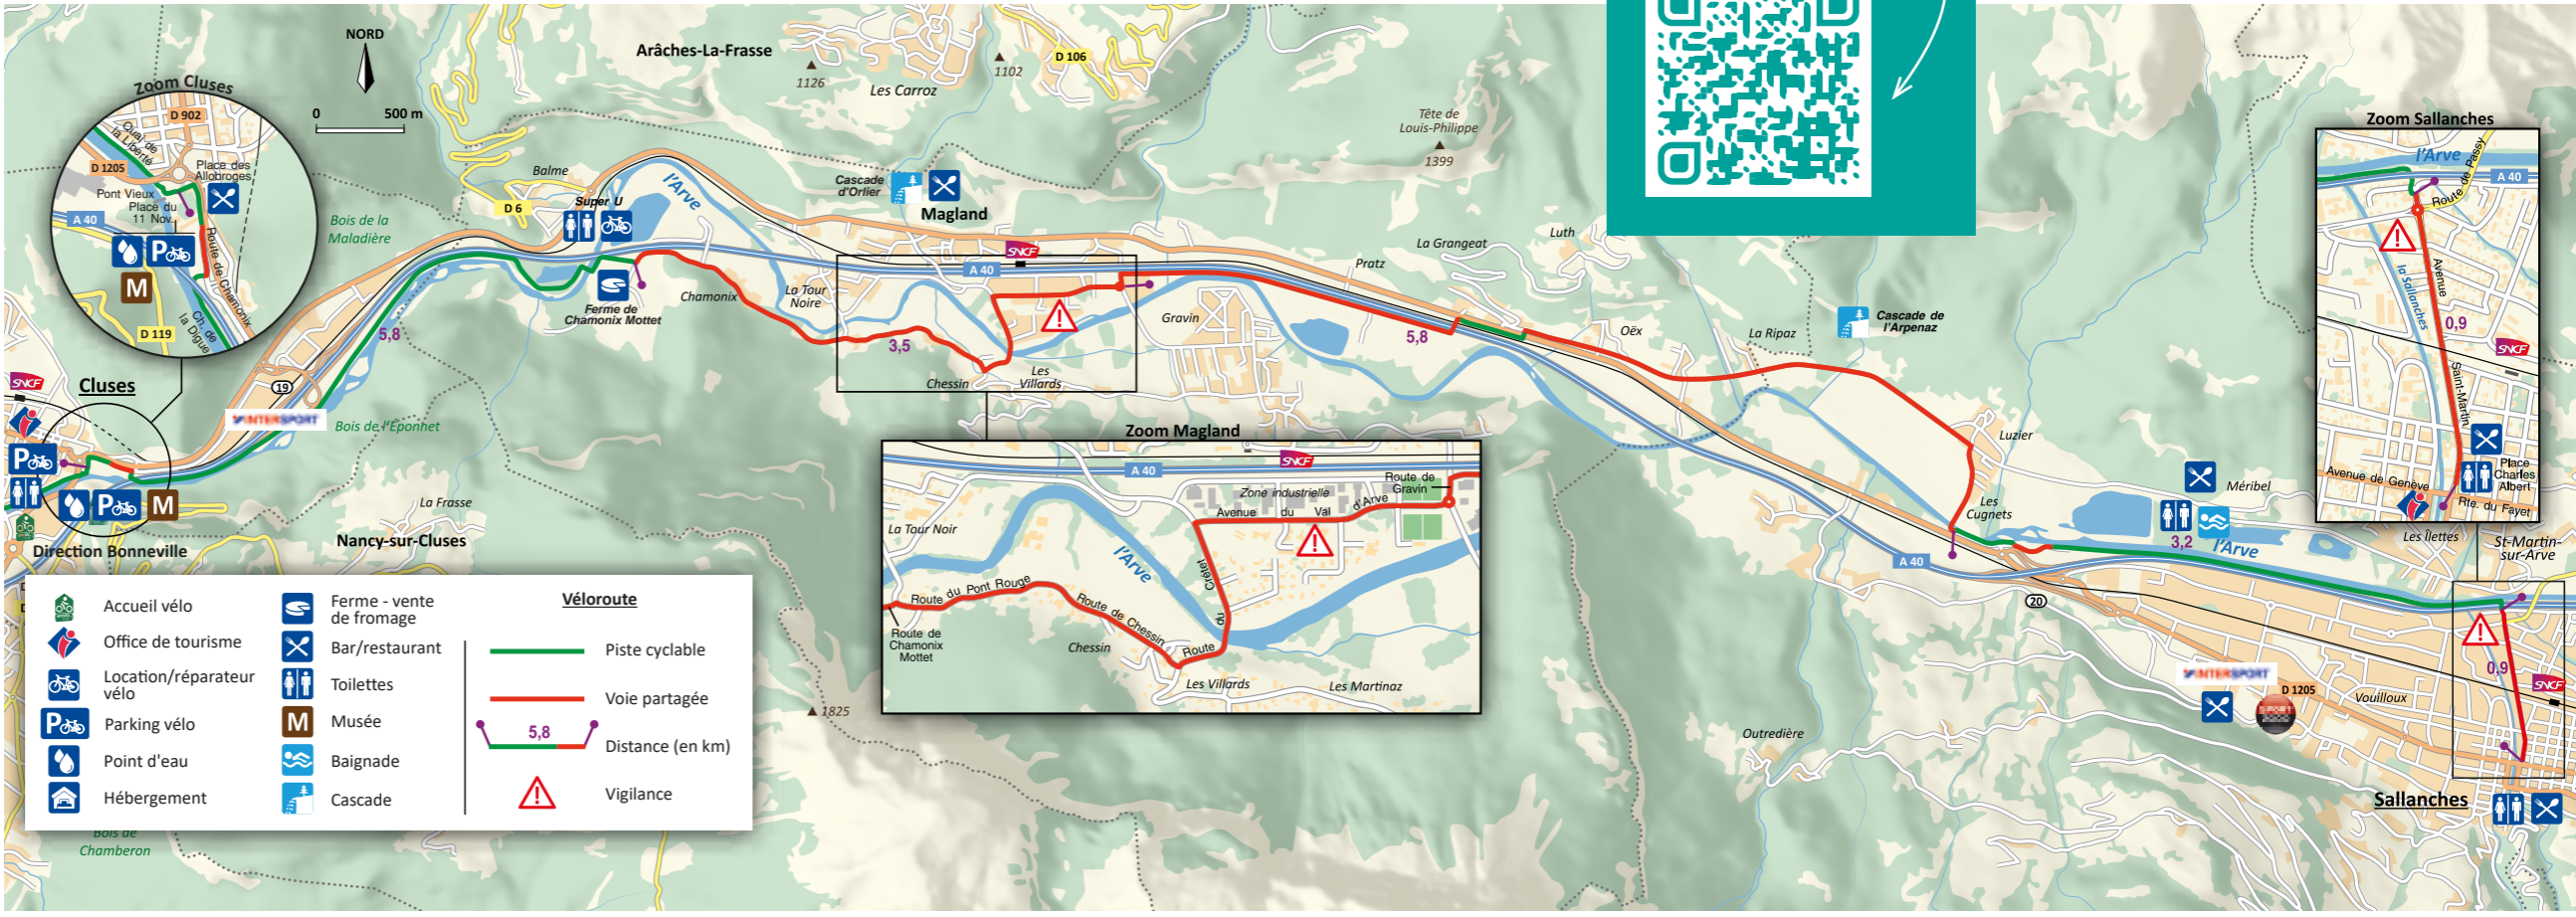 NORD
0 500 m
Zoom Cluses
D 902
Quai de
la Liberté
D 1205
Place des
Allobroges
Pont Vieux
Place du
11 Nov.
A 40
P
Route de Chamonix
M
D 119
Ch. de
la Digue
Arâches-La-Frasse
1126
1102
D 106
Les Carroz
Tête de
Louis-Philippe
1399
Bois de la
Maladière
Balme
D 6
Super U
l'Arve
Cascade
d'Orlier
Magland
SNCF
A 40
La Grangeat
Luth
Pratz
Chamonix
La Tour
Noire
Ferme de
Chamonix Mottet
5,8
3,5
Chessin
Les
Villards
Gravin
5,8
Oëx
La Ripaz
Cascade de
l'Arpenaz
SNCF
Cluses
19
INTERSPORT
Bois de l'Éponhet
P
P
M
La Frasse
Nancy-sur-Cluses
Direction Bonneville
Zoom Magland
A 40
SNCF
Zone industrielle
Route de
Gravin
Avenue du Val d'Arve
La Tour Noir
l'Arve
Route du Pont Rouge
Route de Chessin
Route du Crétet
Route de
Chamonix
Mottet
Chessin
Les Villards
Les Martinaz
1825
Luzier
Les
Cugnets
Méribel
3,2
l'Arve
A 40
20
Les Îlettes
St-Martin-
sur-Arve
0,9
SNCF
INTERSPORT
D 1205
Vouilloux
Outredière
Sallanches
Zoom Sallanches
l'Arve
Route de Passy
A 40
la Sallanches
Avenue
Saint-Martin
0,9
SNCF
Avenue de Genève
Place
Charles
Albert
Rte. du Fayet
Accueil vélo
Office de tourisme
Location/réparateur
vélo
P
Parking vélo
Point d'eau
Hébergement
Ferme - vente
de fromage
Bar/restaurant
Toilettes
M
Musée
Baignade
Cascade
Véloroute
Piste cyclable
Voie partagée
5,8
Distance (en km)
Vigilance
Bois de
Chamberon